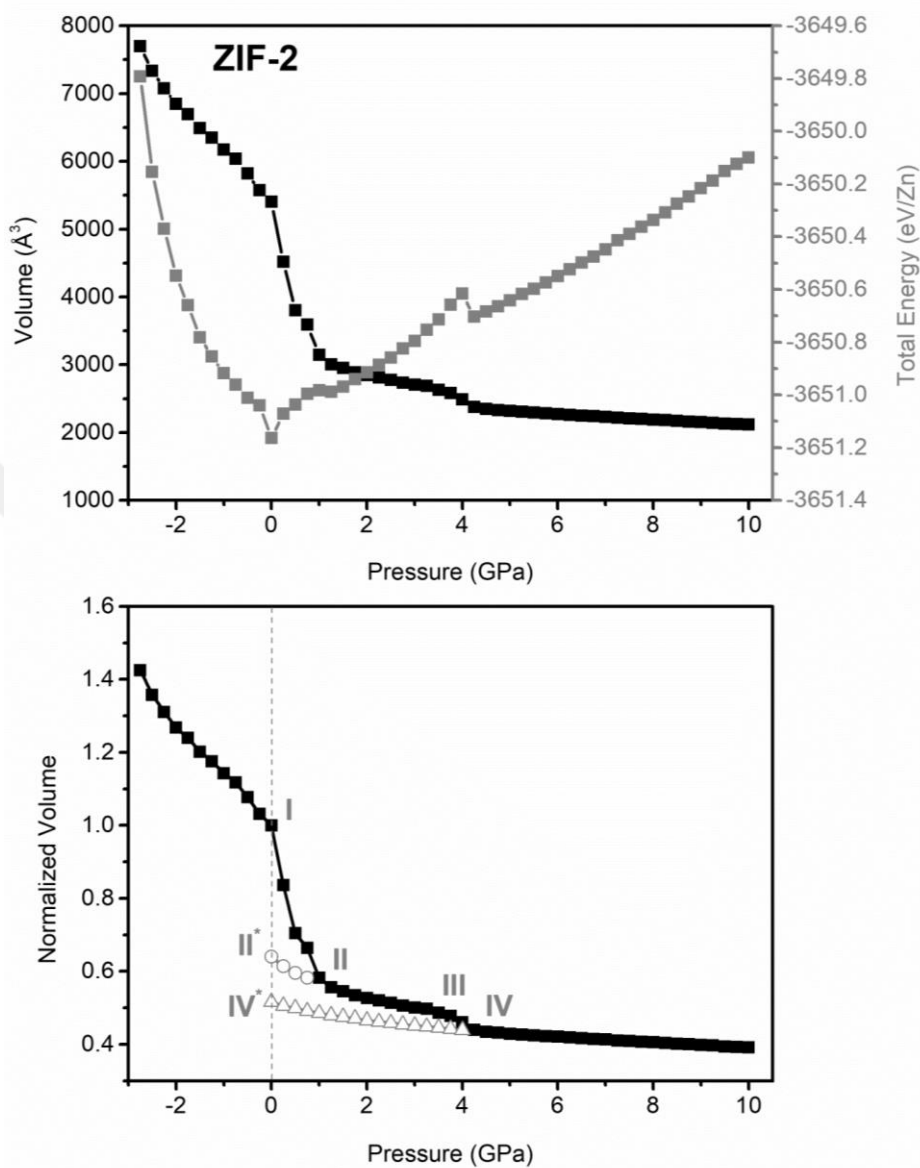 ZIF-2
8000
7000
6000
5000
4000
3000
2000
1000
Volume (Å³)
-3649.6
-3649.8
-3650.0
-3650.2
-3650.4
-3650.6
-3650.8
-3651.0
-3651.2
-3651.4
Total Energy (eV/Zn)
-2 0 2 4 6 8 10
Pressure (GPa)
1.6
1.4
1.2
1.0
0.8
0.6
0.4
Normalized Volume
I
II*
II
III
IV*
IV
-2 0 2 4 6 8 10
Pressure (GPa)